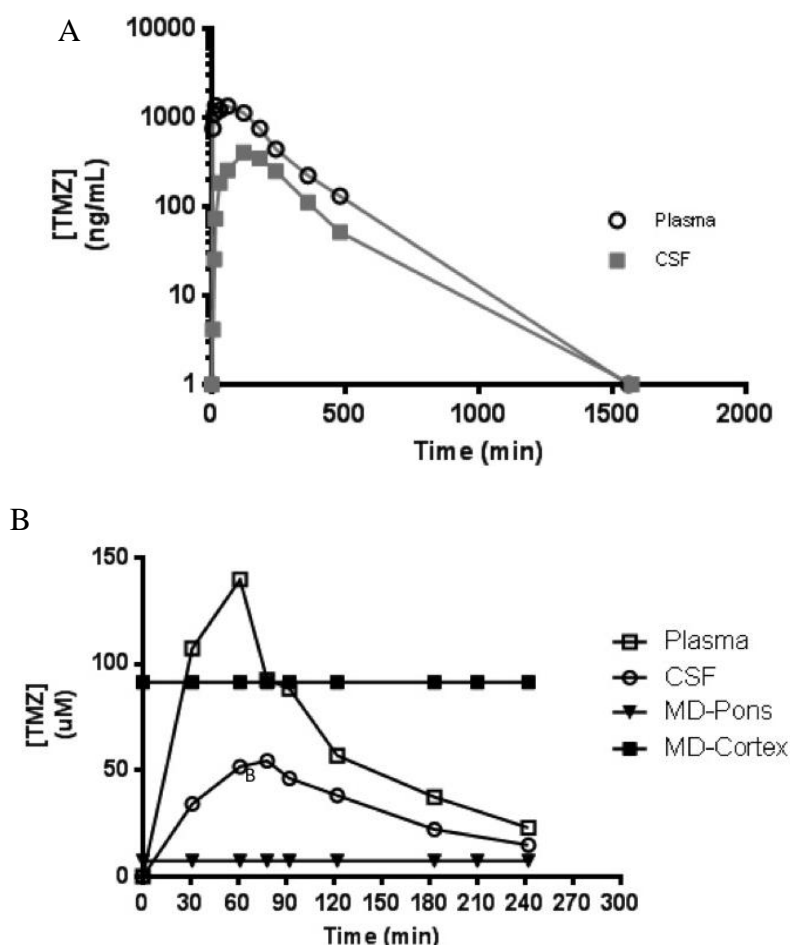 A
10000
1000
100
10
1
[TMZ]
(ng/mL)
Plasma
CSF
0 500 1000 1500 2000
Time (min)
B
150
100
50
0
[TMZ]
(uM)
B
Plasma
CSF
MD-Pons
MD-Cortex
0 30 60 90 120 150 180 210 240 270 300
Time (min)